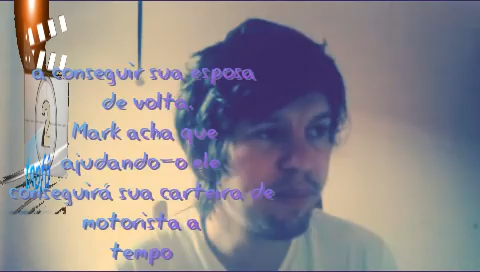 a conseguir sua esposa
de volta.
Mark acha que
ajudando-o ele
conseguirá sua carteira de
motorista a
tempo